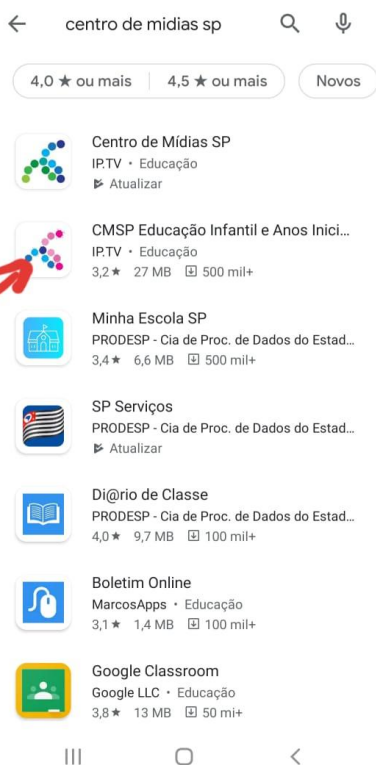 centro de midias sp
4,0 ★ ou mais
4,5 ★ ou mais
Novos
Centro de Mídias SP
IP.TV • Educação
Atualizar
CMSP Educação Infantil e Anos Inici...
IP.TV • Educação
3,2★ 27 MB 500 mil+
Minha Escola SP
PRODESP - Cia de Proc. de Dados do Estad...
3,4★ 6,6 MB 500 mil+
SP Serviços
PRODESP - Cia de Proc. de Dados do Estad...
Atualizar
Di@rio de Classe
PRODESP - Cia de Proc. de Dados do Estad...
4,0★ 9,7 MB 100 mil+
Boletim Online
MarcosApps • Educação
3,1★ 1,4 MB 100 mil+
Google Classroom
Google LLC • Educação
3,8★ 13 MB 50 mi+